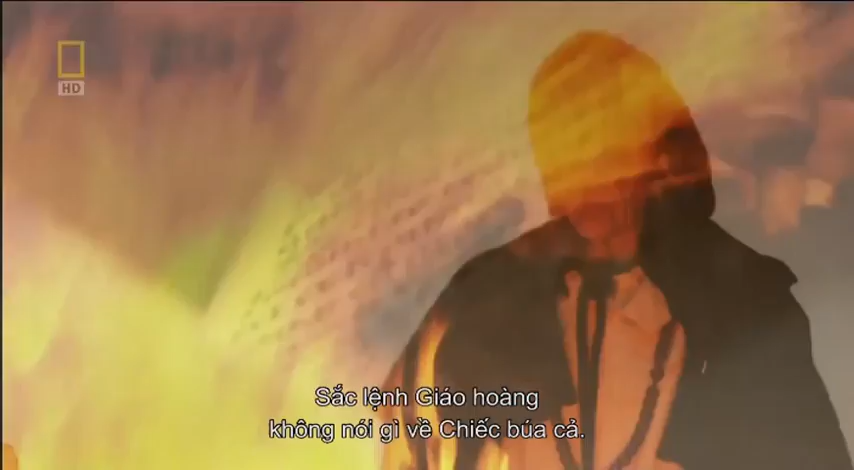 HD
Sắc lệnh Giáo hoàng
không nói gì về Chiếc búa cả.